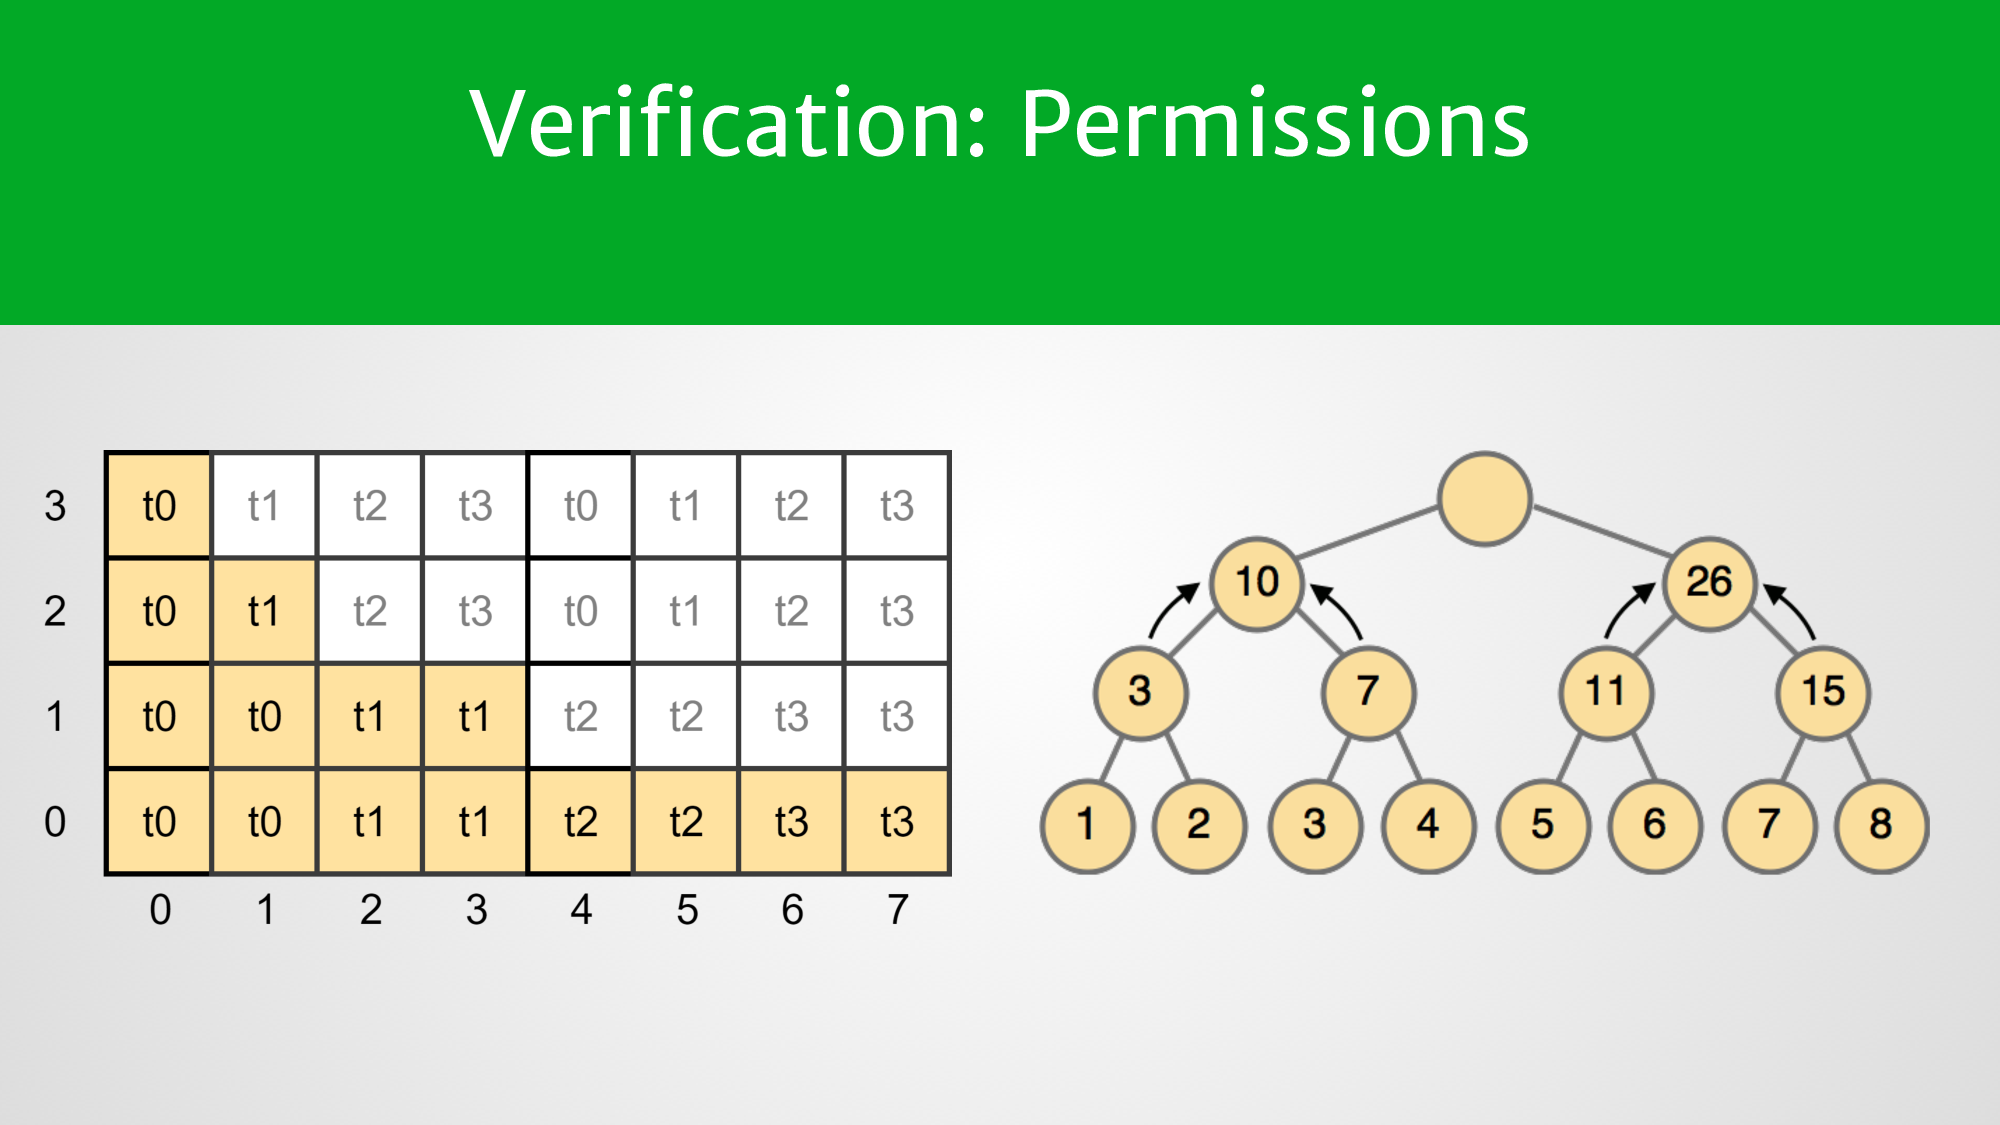 Verification: Permissions
3 t0 t1 t2 t3 t0 t1 t2 t3
2 t0 t1 t2 t3 t0 t1 t2 t3
1 t0 t0 t1 t1 t2 t2 t3 t3
0 t0 t0 t1 t1 t2 t2 t3 t3
0 1 2 3 4 5 6 7
10 26
3 7 11 15
1 2 3 4 5 6 7 8